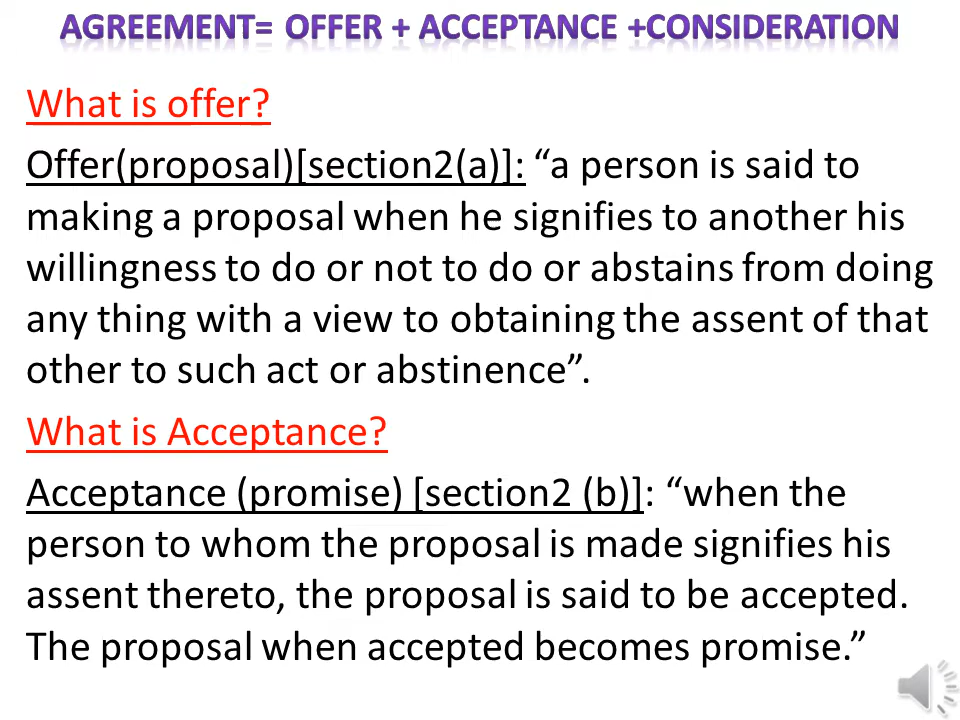 AGREEMENT= OFFER + ACCEPTANCE +CONSIDERATION
What is offer?
Offer(proposal)[section2(a)]: “a person is said to
making a proposal when he signifies to another his
willingness to do or not to do or abstains from doing
any thing with a view to obtaining the assent of that
other to such act or abstinence”.
What is Acceptance?
Acceptance (promise) [section2 (b)]: “when the
person to whom the proposal is made signifies his
assent thereto, the proposal is said to be accepted.
The proposal when accepted becomes promise.”